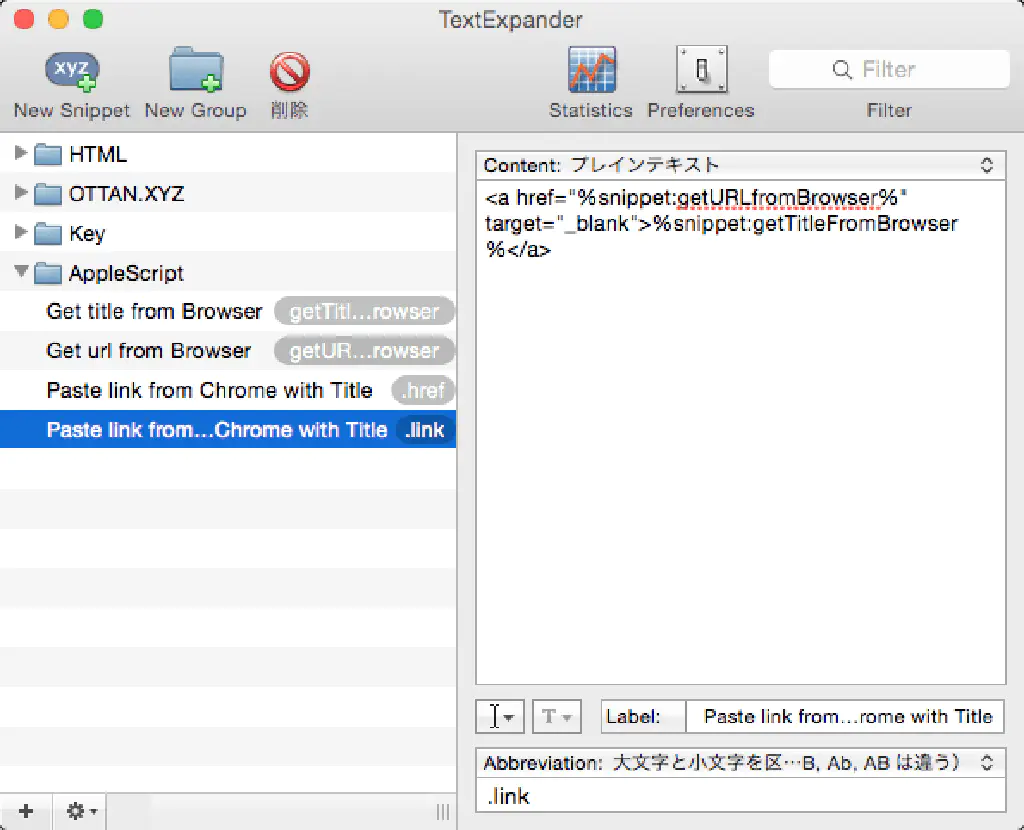 TextExpander
xyz
New Snippet
New Group
削除
Statistics
Preferences
Filter
Filter
HTML
OTTAN.XYZ
Key
AppleScript
Get title from Browser getTitl...rowser
Get url from Browser getUR...rowser
Paste link from Chrome with Title .href
Paste link from...Chrome with Title .link
Content: プレインテキスト
<a href="%snippet:getURLfromBrowser%"
target="_blank">%snippet:getTitleFromBrowser
%</a>
T
Label: Paste link from...rome with Title
Abbreviation: 大文字と小文字を区…B, Ab, AB は違う）
.link